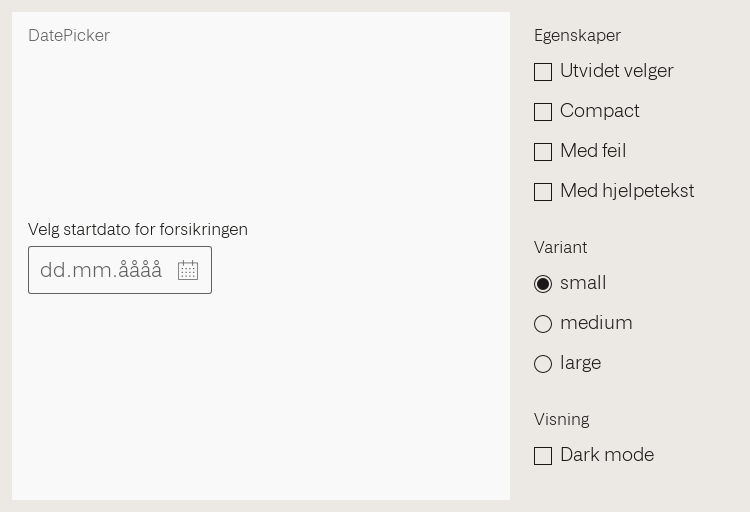 DatePicker
Velg startdato for forsikringen
dd.mm.åååå
Egenskaper
Utvidet velger
Compact
Med feil
Med hjelpetekst
Variant
small
medium
large
Visning
Dark mode